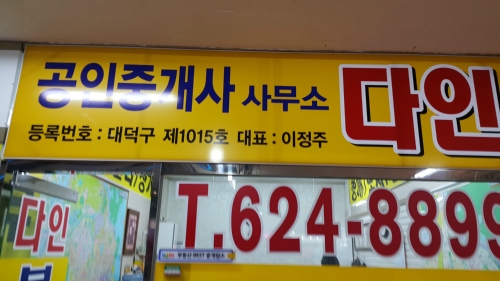 공인중개사 사무소 다인
등록번호 : 대덕구 제1015호 대표 : 이정주
T.624-8899
다인